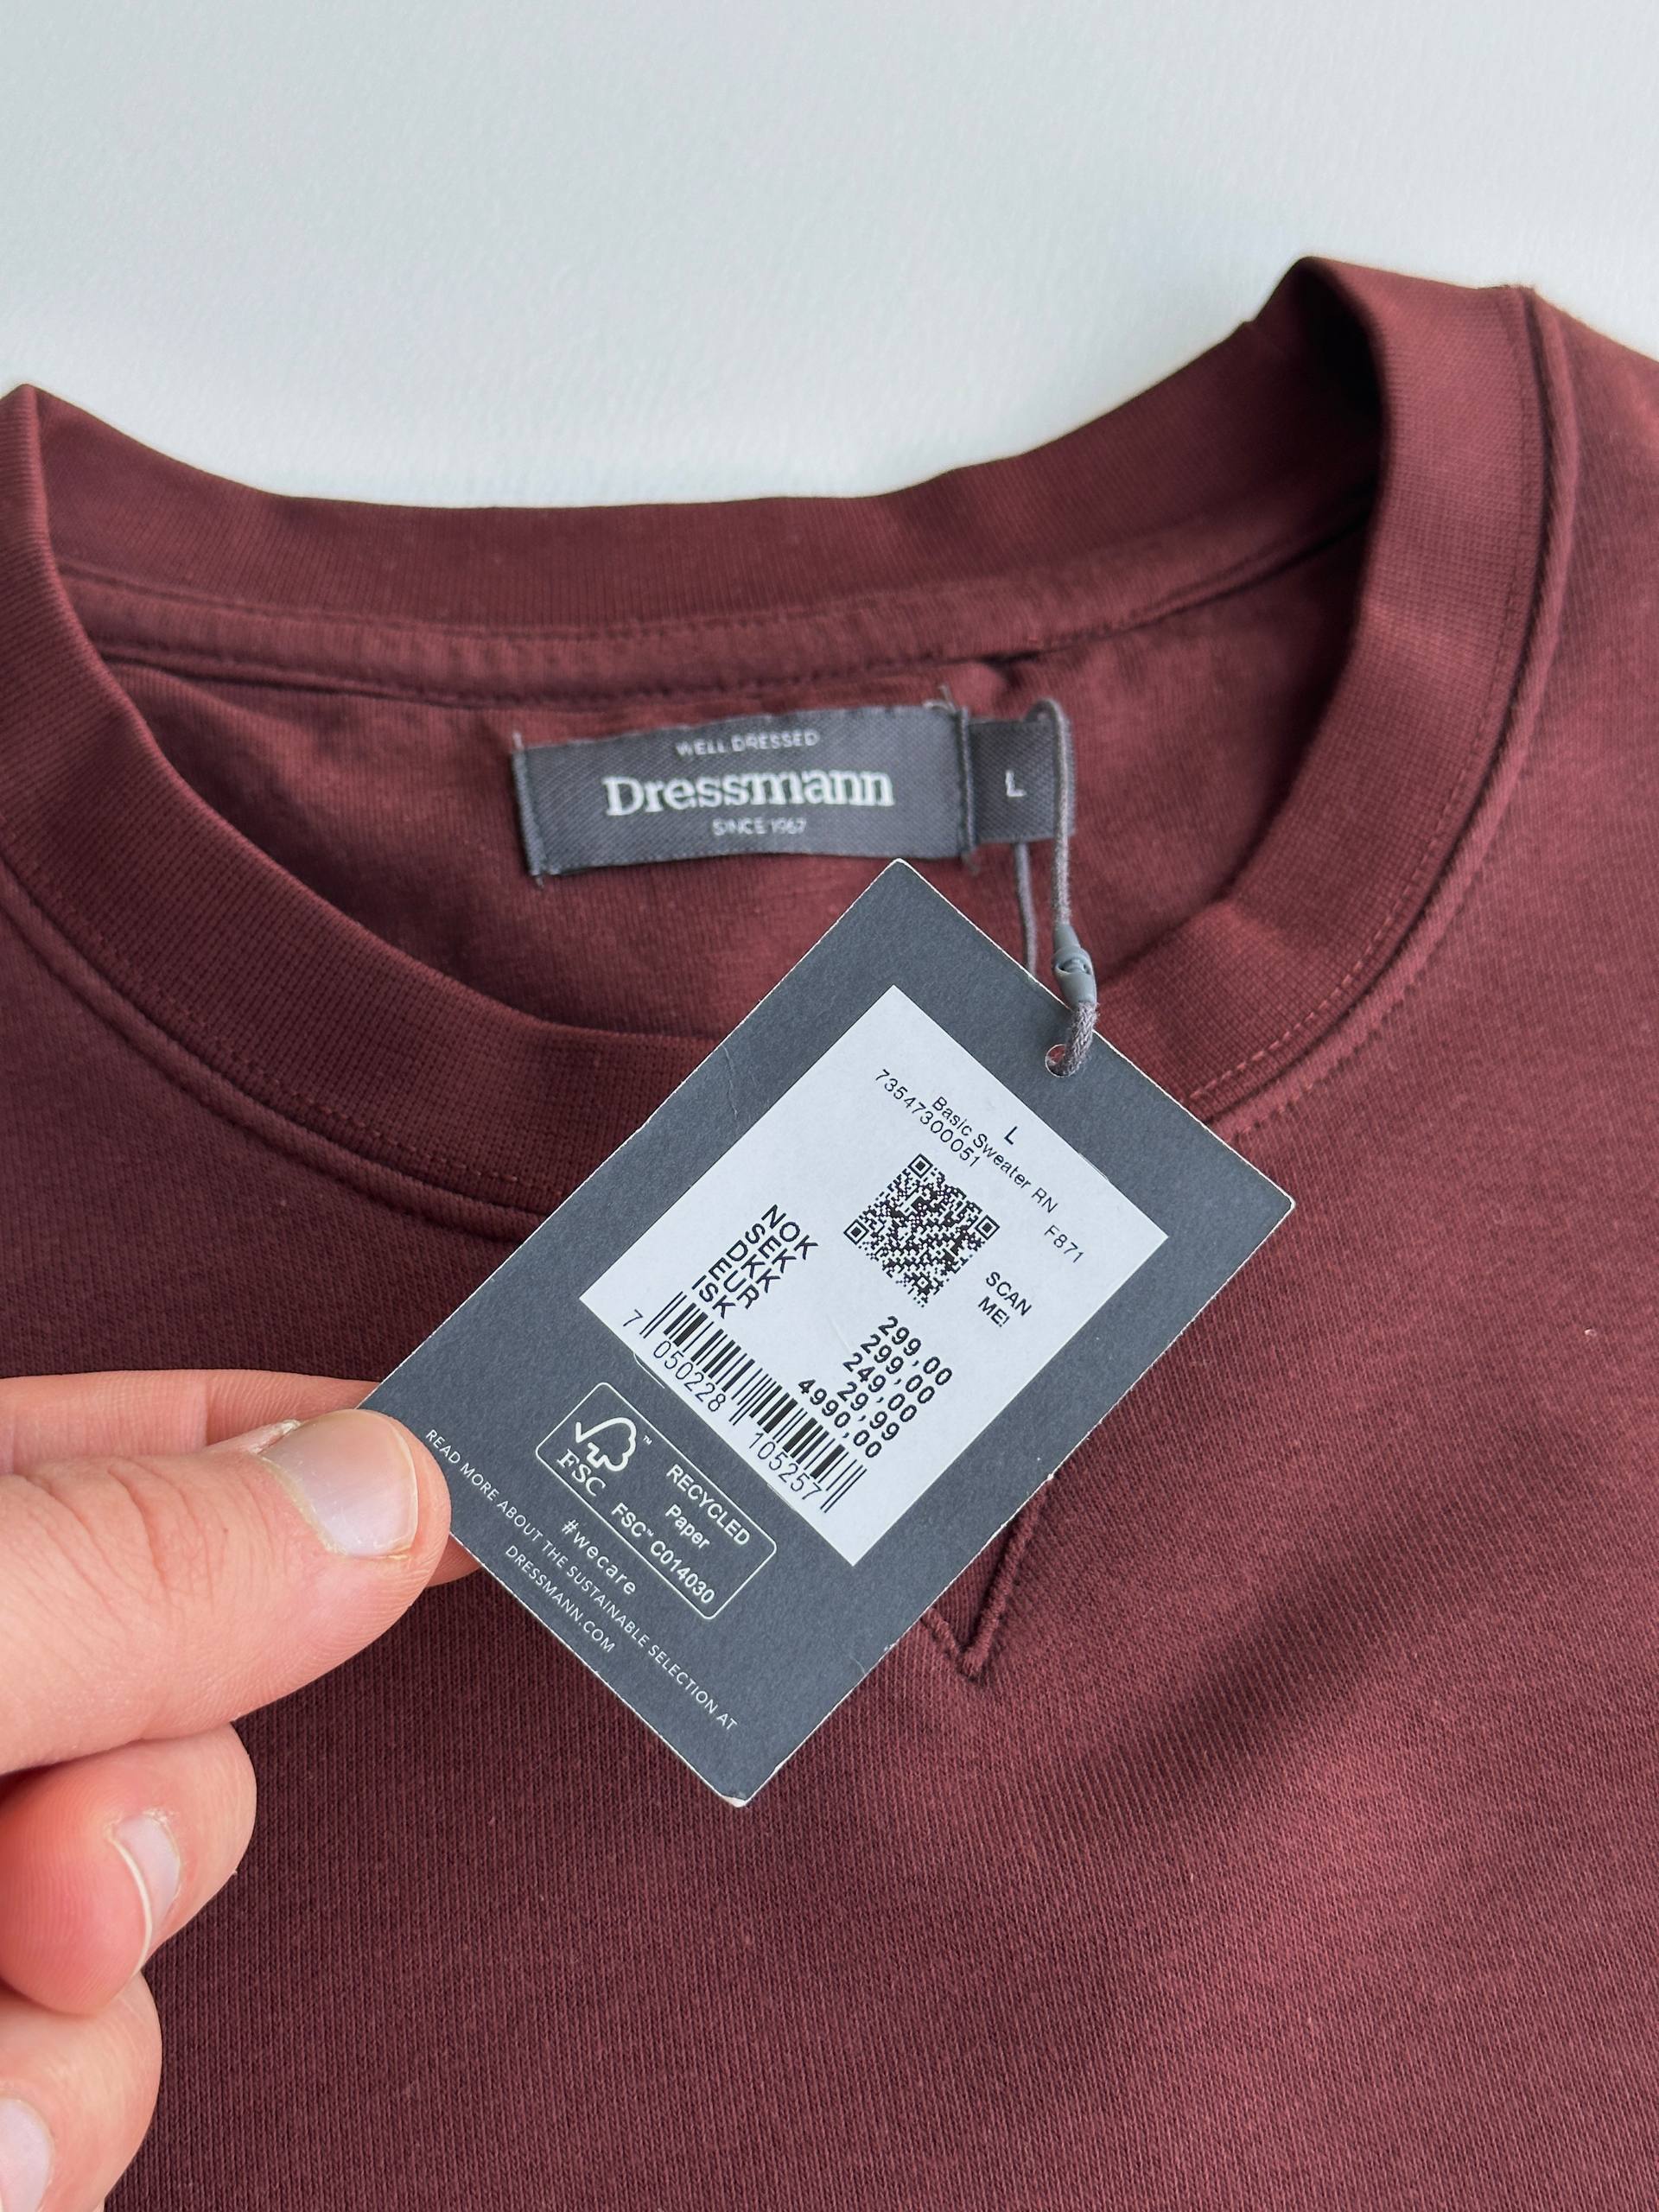 WELL DRESSED
Dressmann
SINCE 1967
L
L
Basic Sweater RN
73547300051
F871
SCAN
ME!
NOK 299,00
SEK 299,00
DKK 249,00
EUR 29,99
ISK 4990,00
7 050228 105257
FSC™
RECYCLED
Paper
FSC™ C014030
#wecare
READ MORE ABOUT THE SUSTAINABLE SELECTION AT
DRESSMANN.COM